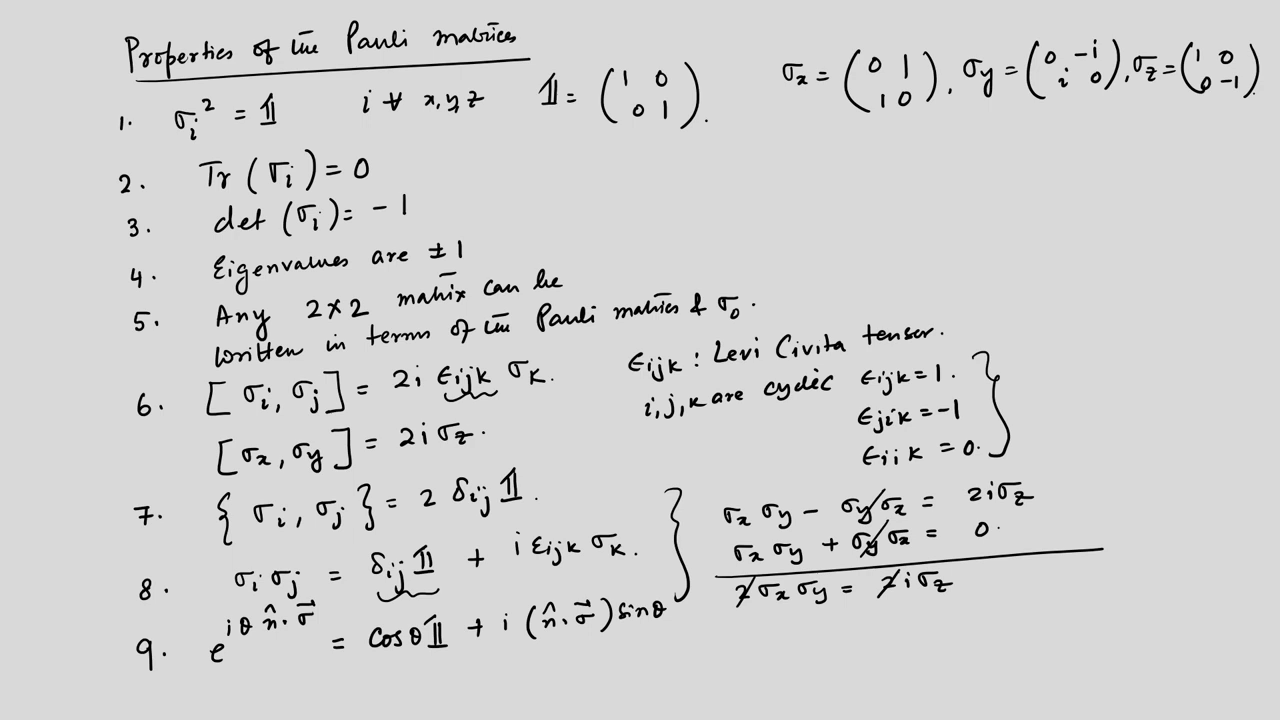 Properties of the Pauli matrices
σₓ = (0 1; 1 0), σy = (0 -i; i 0), σz = (1 0; 0 -1)
1. σᵢ² = 𝟙 i ∀ x, y, z 𝟙 = (1 0; 0 1).
2. Tr (σᵢ) = 0
3. det (σᵢ) = -1
4. Eigenvalues are ±1
5. Any 2×2 matrix can be
written in terms of the Pauli matrices & σ₀.
6. [σᵢ, σⱼ] = 2i ϵᵢⱼₖ σₖ.
ϵᵢⱼₖ : Levi Civita tensor.
i, j, k are cyclic ϵᵢⱼₖ = 1.
ϵⱼᵢₖ = -1
ϵᵢᵢₖ = 0.
[σₓ, σy] = 2i σz.
7. {σᵢ, σⱼ} = 2 δᵢⱼ 𝟙.
8. σᵢ σⱼ = δᵢⱼ 𝟙 + i ϵᵢⱼₖ σₖ.
σₓ σy - σy σₓ = 2iσz
σₓ σy + σy σₓ = 0.
2σₓ σy = 2iσz
9. e^{iθ n̂.σ⃗} = Cosθ 𝟙 + i (n̂.σ⃗) sinθ